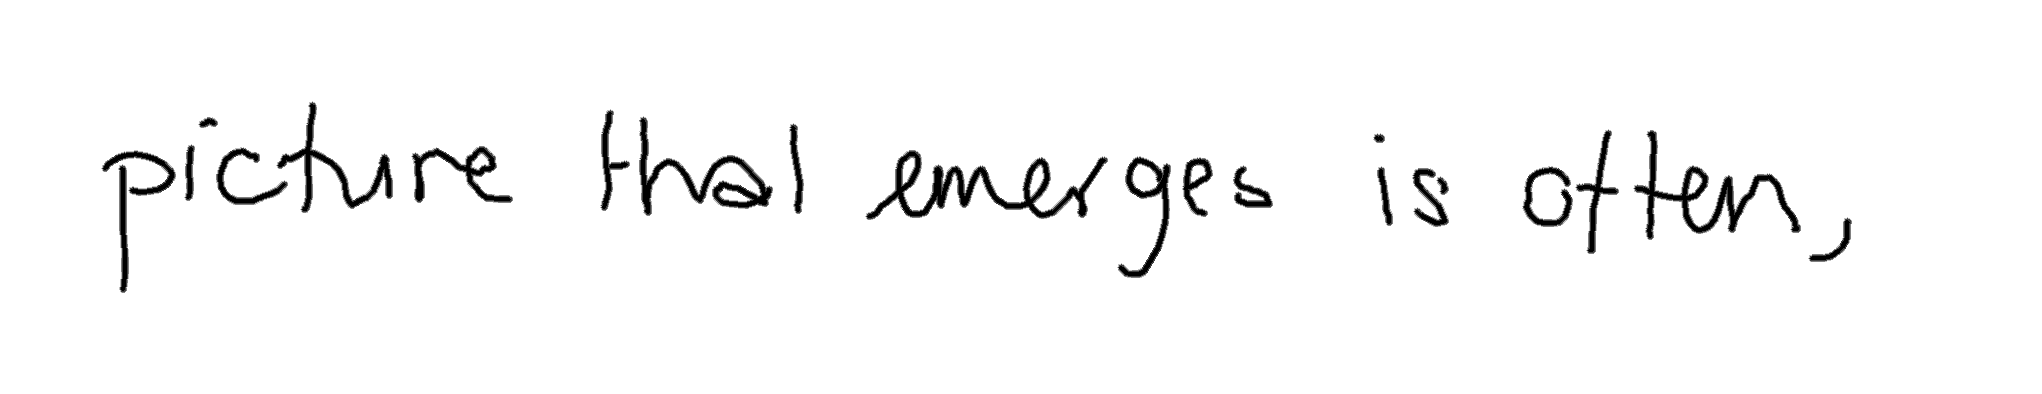 picture that emerges is often,